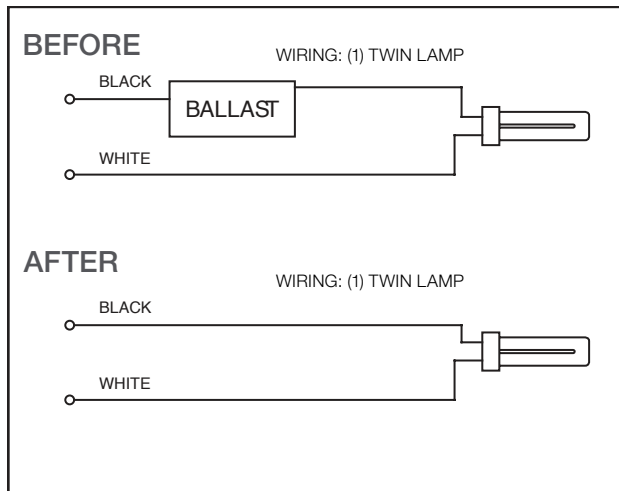 BEFORE
WIRING: (1) TWIN LAMP
BLACK
BALLAST
WHITE
AFTER
WIRING: (1) TWIN LAMP
BLACK
WHITE